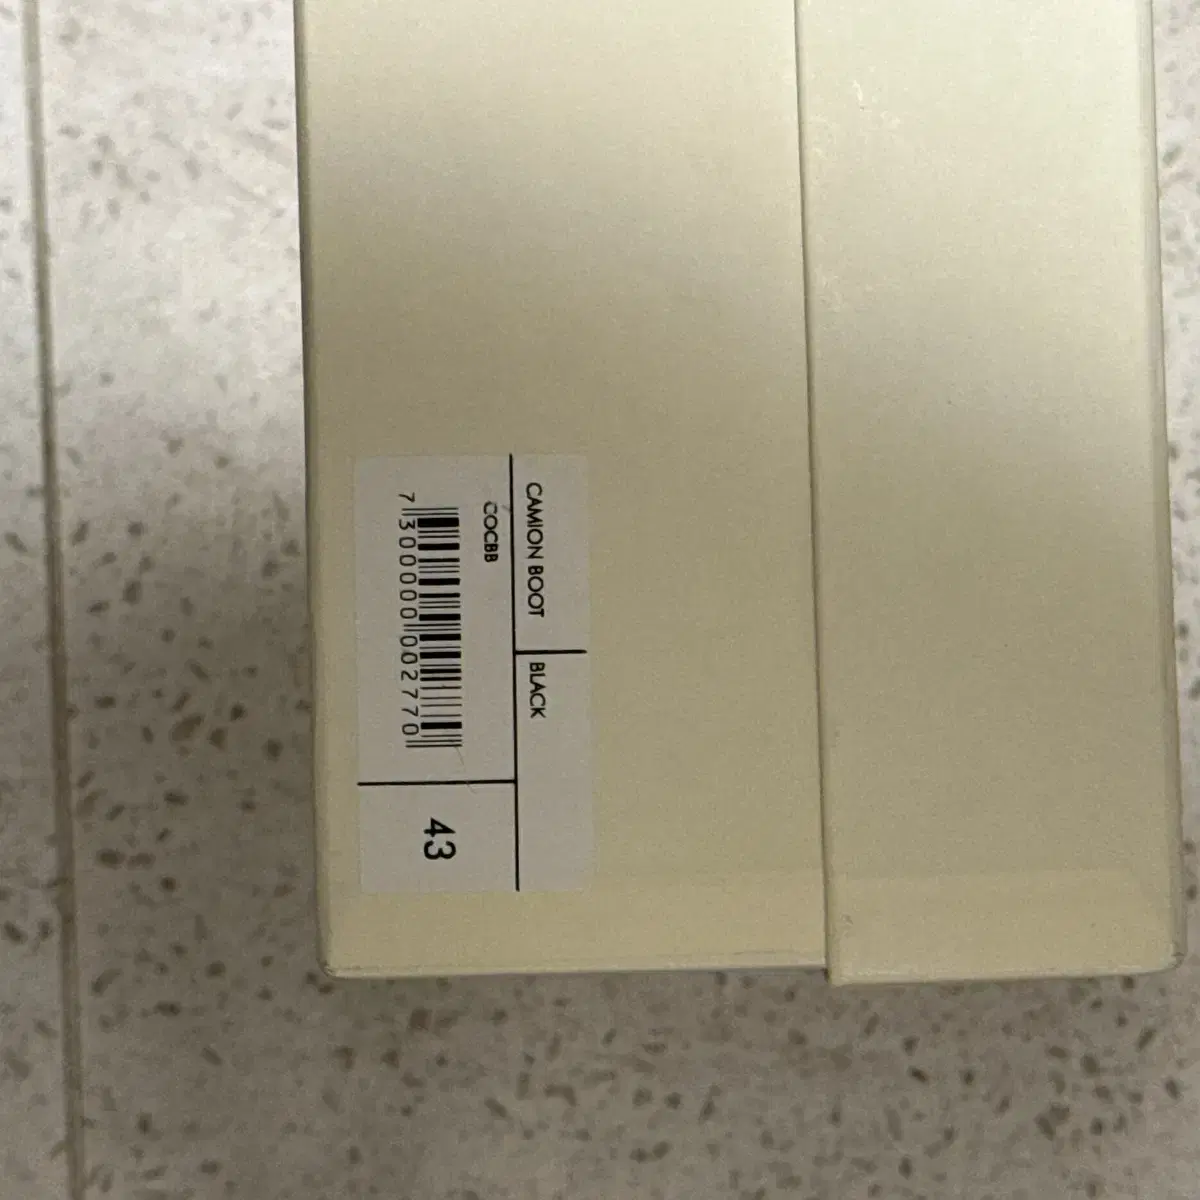 CAMION BOOT
BLACK
COCBB
7 300000 002770
43